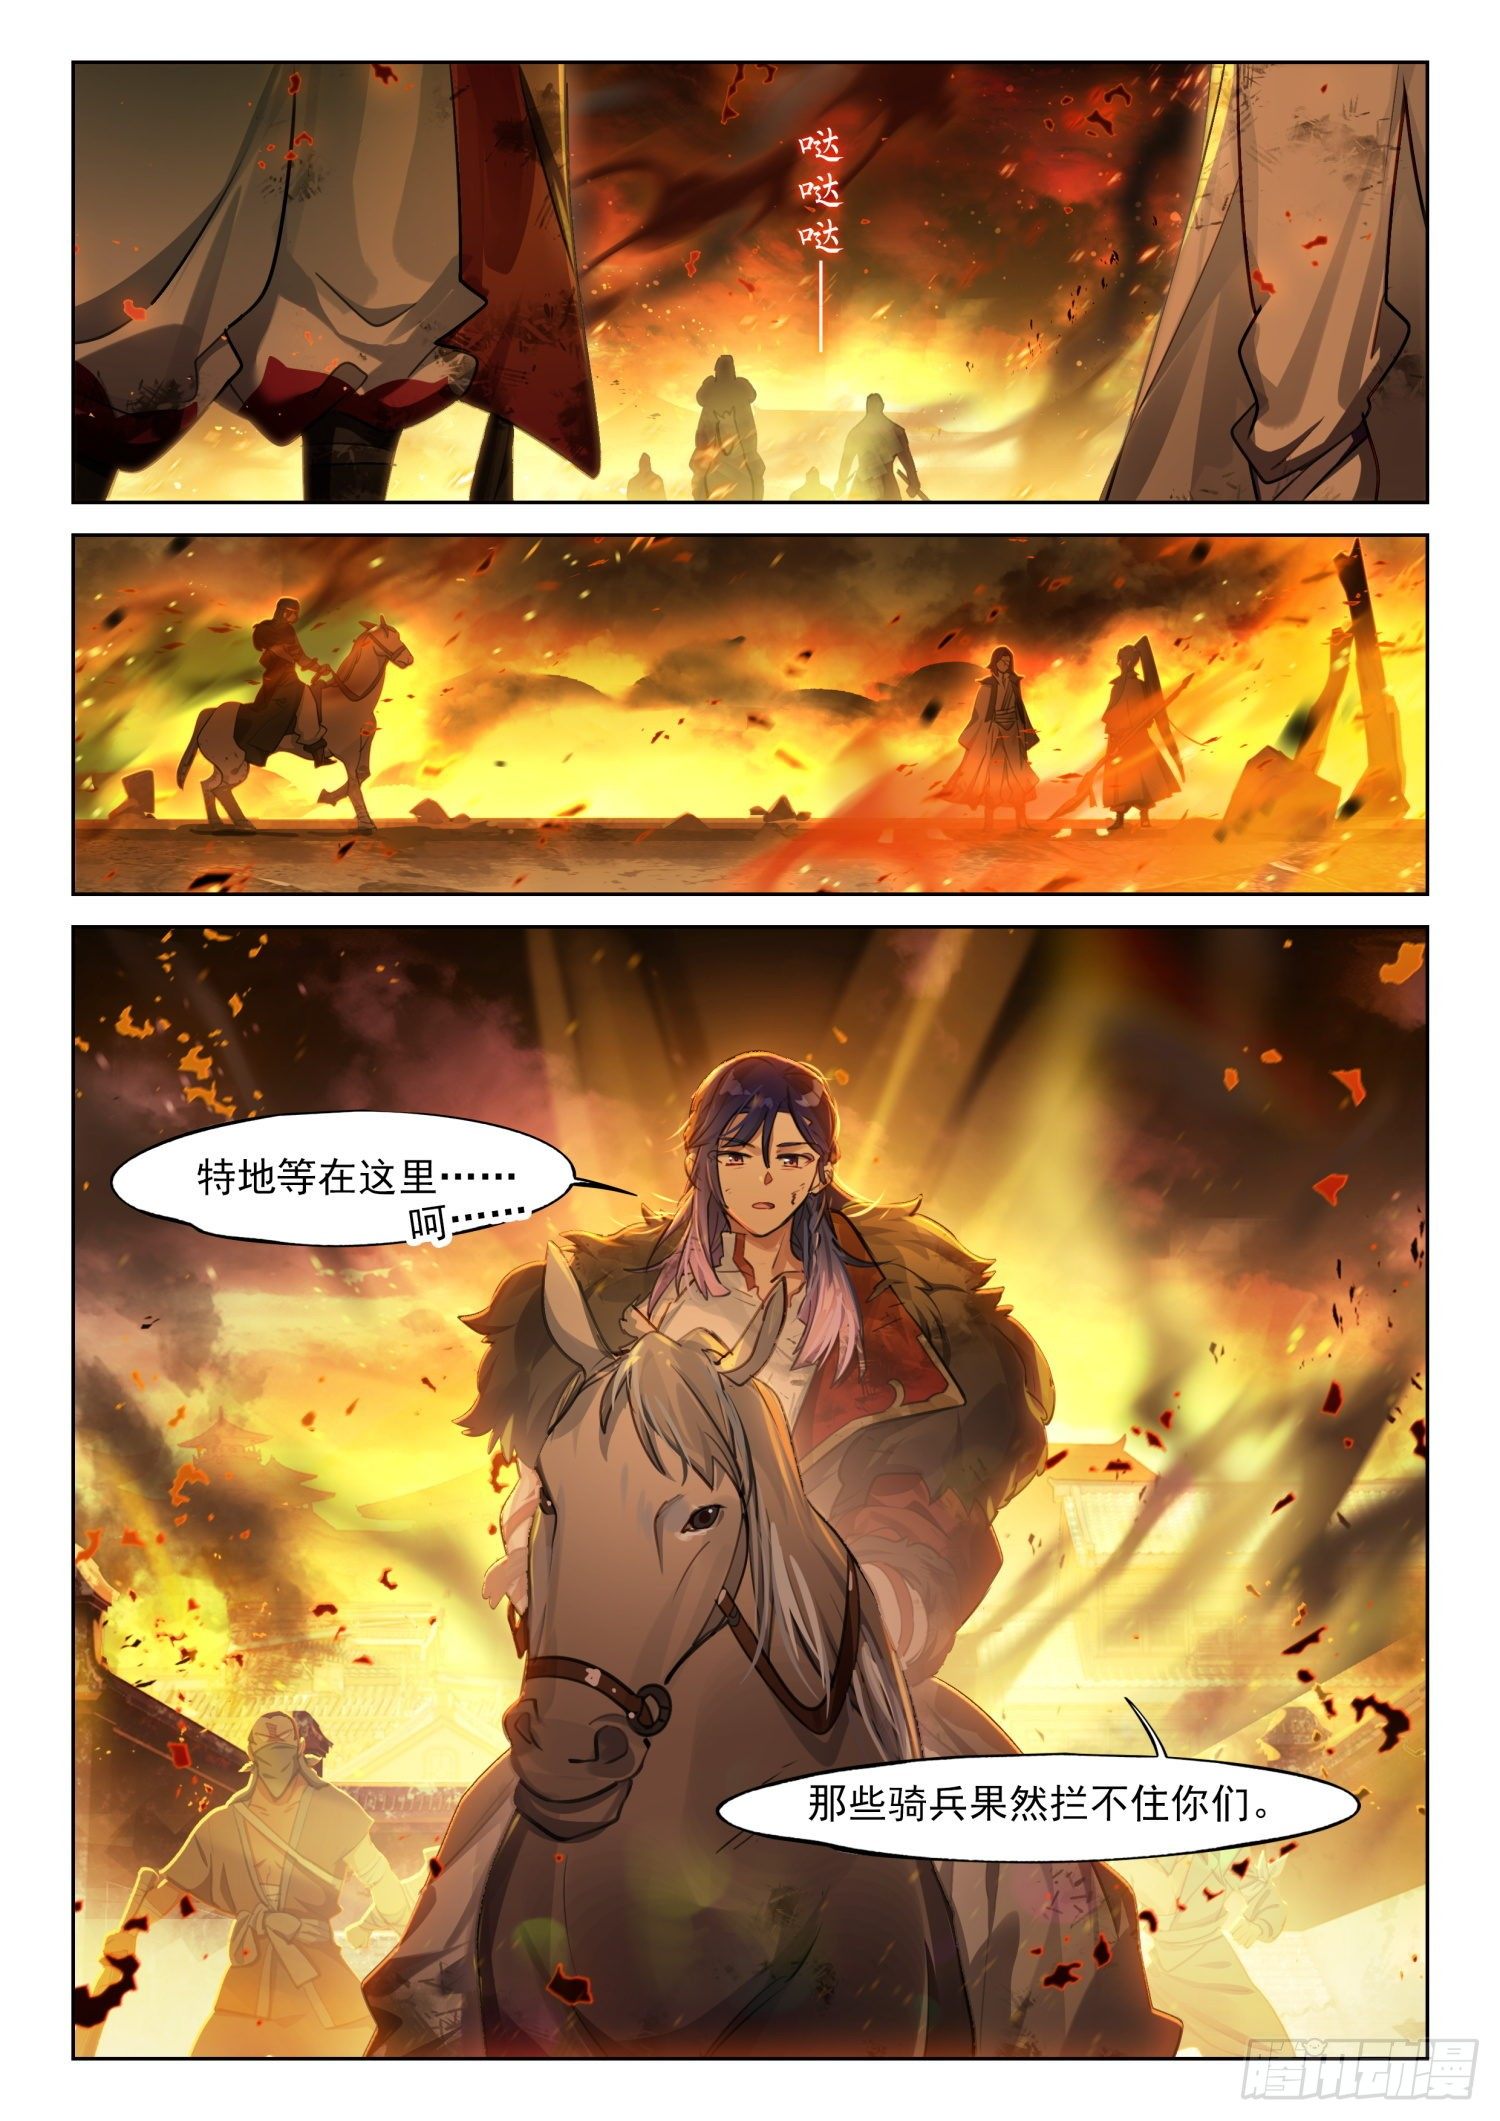 哒哒哒——
特地等在这里……
呵……
那些骑兵果然拦不住你们。
腾讯动漫